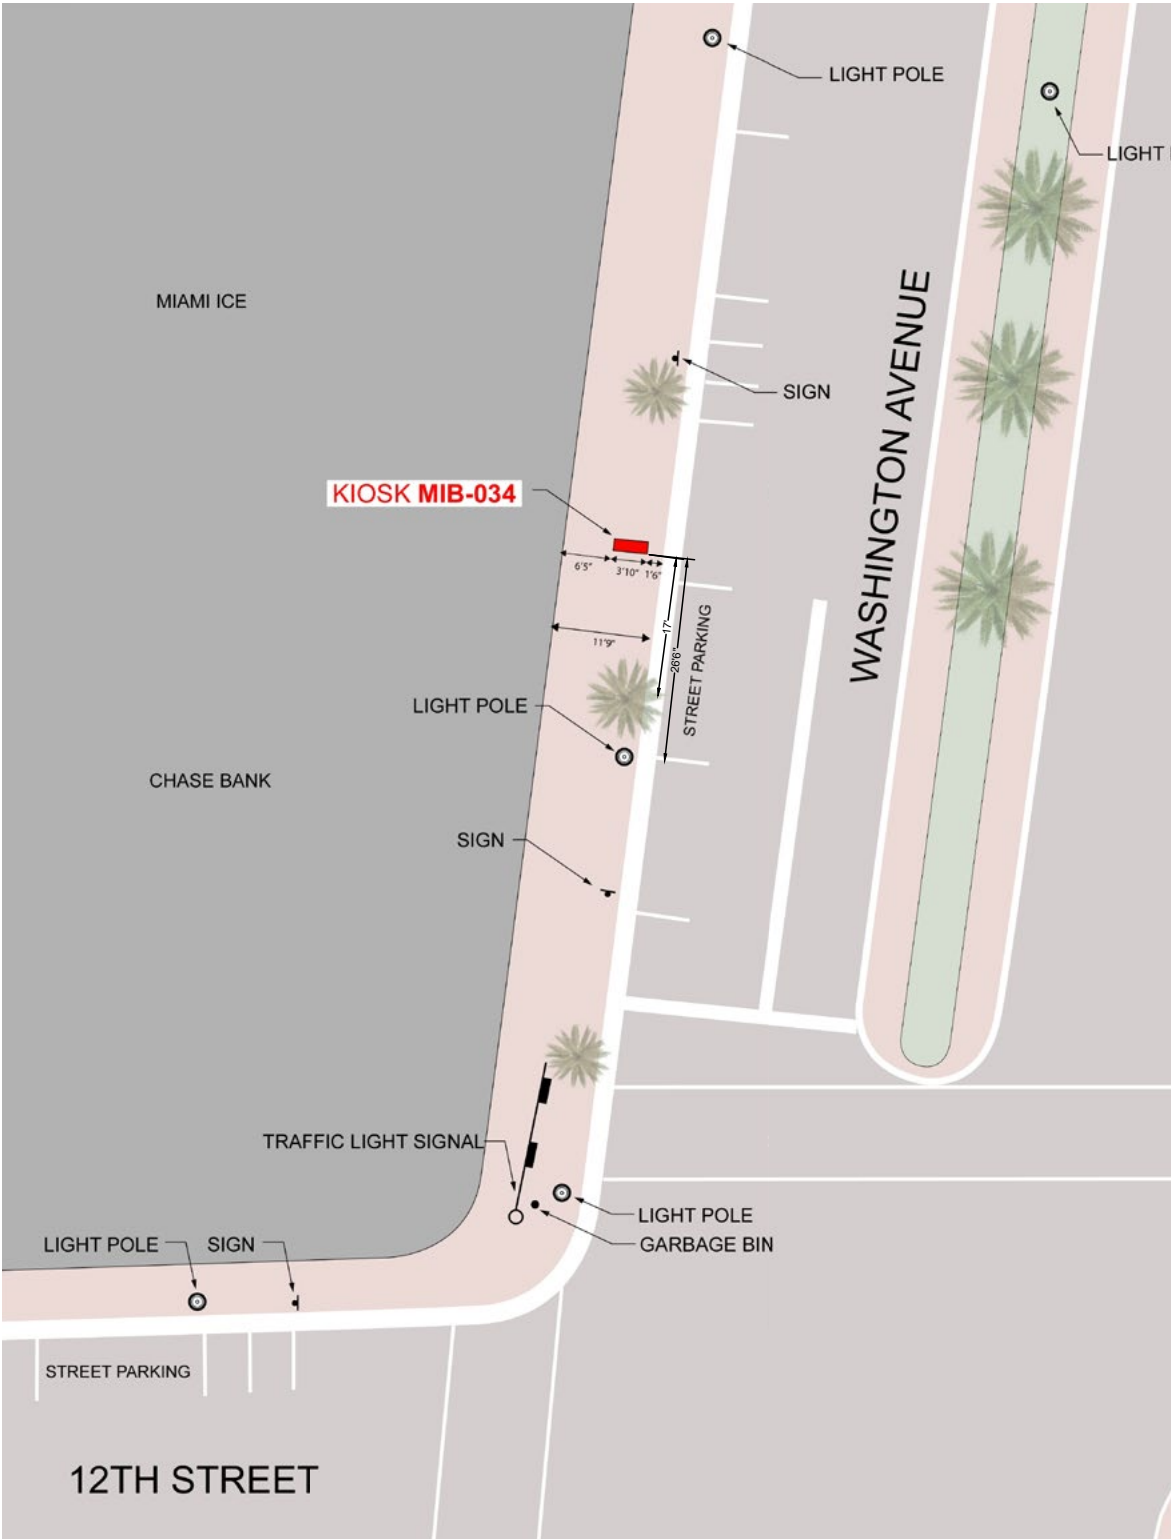 LIGHT POLE
LIGHT
MIAMI ICE
SIGN
WASHINGTON AVENUE
KIOSK MIB-034
6'5"
3'10"
1'6"
17'
26'6"
STREET PARKING
11'9"
LIGHT POLE
CHASE BANK
SIGN
TRAFFIC LIGHT SIGNAL
LIGHT POLE
GARBAGE BIN
LIGHT POLE
SIGN
STREET PARKING
12TH STREET